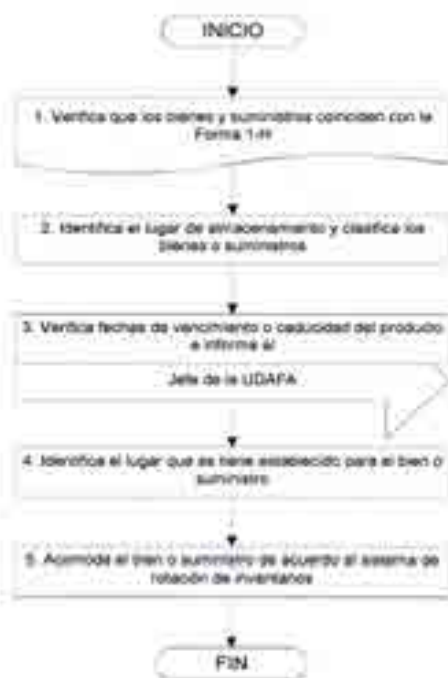 INICIO
1. Verifica que los bienes y suministros coinciden con la
Forma 1-H
2. Identifica el lugar de almacenamiento y clasifica los
bienes o suministros
3. Verifica fechas de vencimiento o caducidad del producto
e informa al
Jefe de la UDAFA
4. Identifica el lugar que se tiene establecido para el bien o
suministro
5. Acomoda el bien o suministro de acuerdo al sistema de
rotación de inventarios
FIN